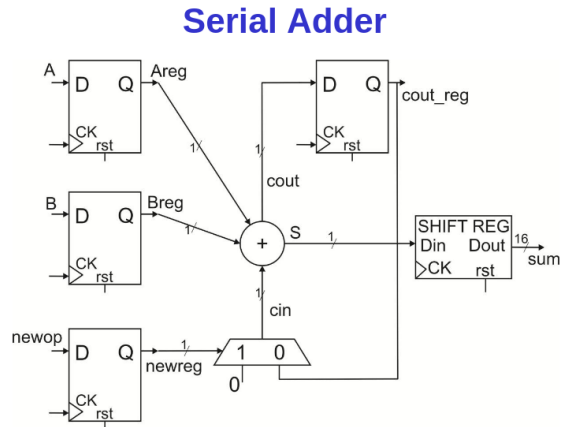 Serial Adder
A
D Q
Areg
CK
rst
D Q
cout_reg
CK
rst
1
1
cout
B
D Q
Breg
1
CK
rst
+
S
1
SHIFT REG
Din Dout
16
sum
CK rst
1
cin
newop
D Q
1
newreg
1 0
0
CK
rst